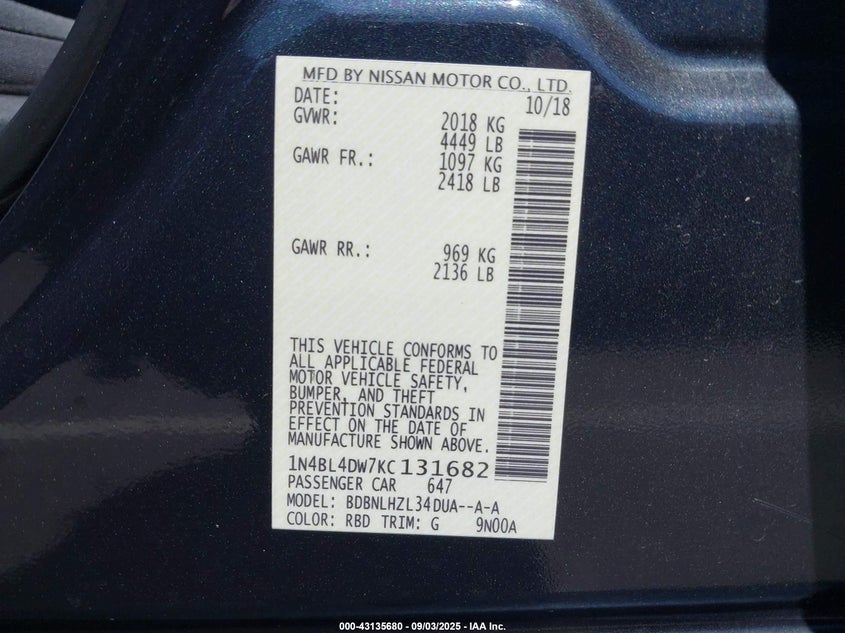 MFD BY NISSAN MOTOR CO., LTD.
DATE: 10/18
GVWR: 2018 KG
4449 LB
GAWR FR.: 1097 KG
2418 LB
GAWR RR.: 969 KG
2136 LB
THIS VEHICLE CONFORMS TO
ALL APPLICABLE FEDERAL
MOTOR VEHICLE SAFETY,
BUMPER, AND THEFT
PREVENTION STANDARDS IN
EFFECT ON THE DATE OF
MANUFACTURE SHOWN ABOVE.
1N4BL4DW7KC131682
PASSENGER CAR 647
MODEL: BDBNLHZL34DUA--A-A
COLOR: RBD TRIM: G 9N00A
000-43135680 - 09/03/2025 - IAA Inc.